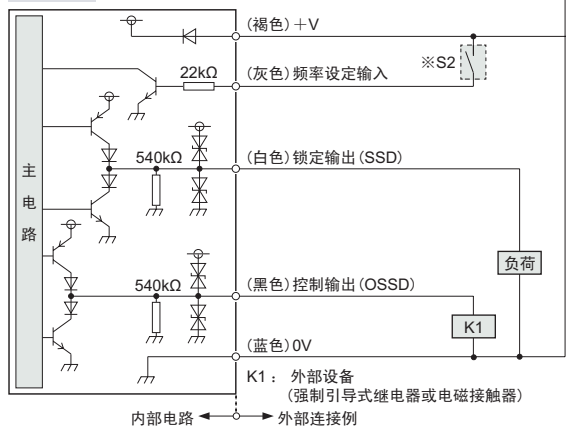 (褐色)＋V
※S2
22kΩ
(灰色)频率设定输入
540kΩ
(白色)锁定输出(SSD)
主电路
负荷
540kΩ
(黑色)控制输出(OSSD)
K1
(蓝色)0V
K1： 外部设备
(强制引导式继电器或电磁接触器)
内部电路
外部连接例